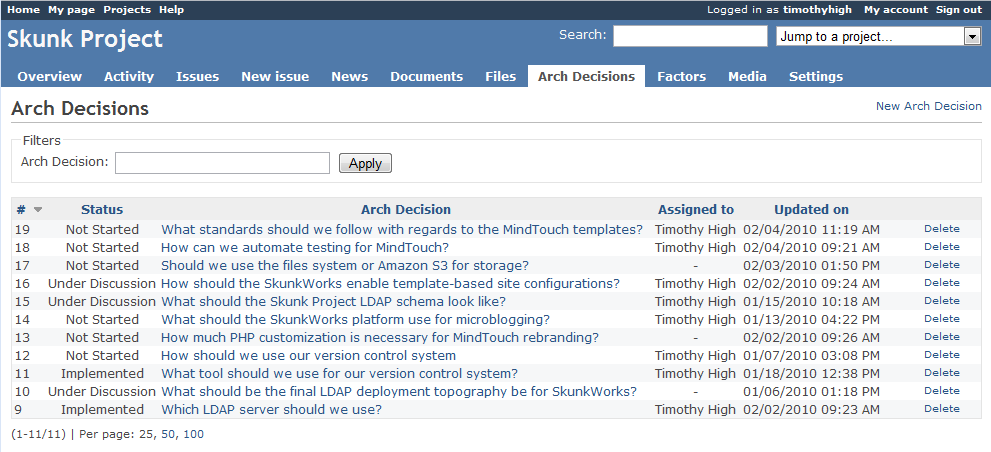 Home My page Projects Help Logged in as timothyhigh My account Sign out
Skunk Project Search: Jump to a project...
Overview Activity Issues New issue News Documents Files Arch Decisions Factors Media Settings
Arch Decisions New Arch Decision
Filters
Arch Decision: Apply
# Status Arch Decision Assigned to Updated on
19 Not Started What standards should we follow with regards to the MindTouch templates? Timothy High 02/04/2010 11:19 AM Delete
18 Not Started How can we automate testing for MindTouch? Timothy High 02/04/2010 09:21 AM Delete
17 Not Started Should we use the files system or Amazon S3 for storage? - 02/03/2010 01:50 PM Delete
16 Under Discussion How should the SkunkWorks enable template-based site configurations? Timothy High 02/02/2010 09:24 AM Delete
15 Under Discussion What should the Skunk Project LDAP schema look like? Timothy High 01/15/2010 10:18 AM Delete
14 Not Started What should the SkunkWorks platform use for microblogging? Timothy High 01/13/2010 04:22 PM Delete
13 Not Started How much PHP customization is necessary for MindTouch rebranding? - 02/02/2010 09:26 AM Delete
12 Not Started How should we use our version control system Timothy High 01/07/2010 03:08 PM Delete
11 Implemented What tool should we use for our version control system? Timothy High 01/18/2010 12:38 PM Delete
10 Under Discussion What should be the final LDAP deployment topography be for SkunkWorks? - 01/06/2010 01:18 PM Delete
9 Implemented Which LDAP server should we use? Timothy High 02/02/2010 09:23 AM Delete
(1-11/11) | Per page: 25, 50, 100